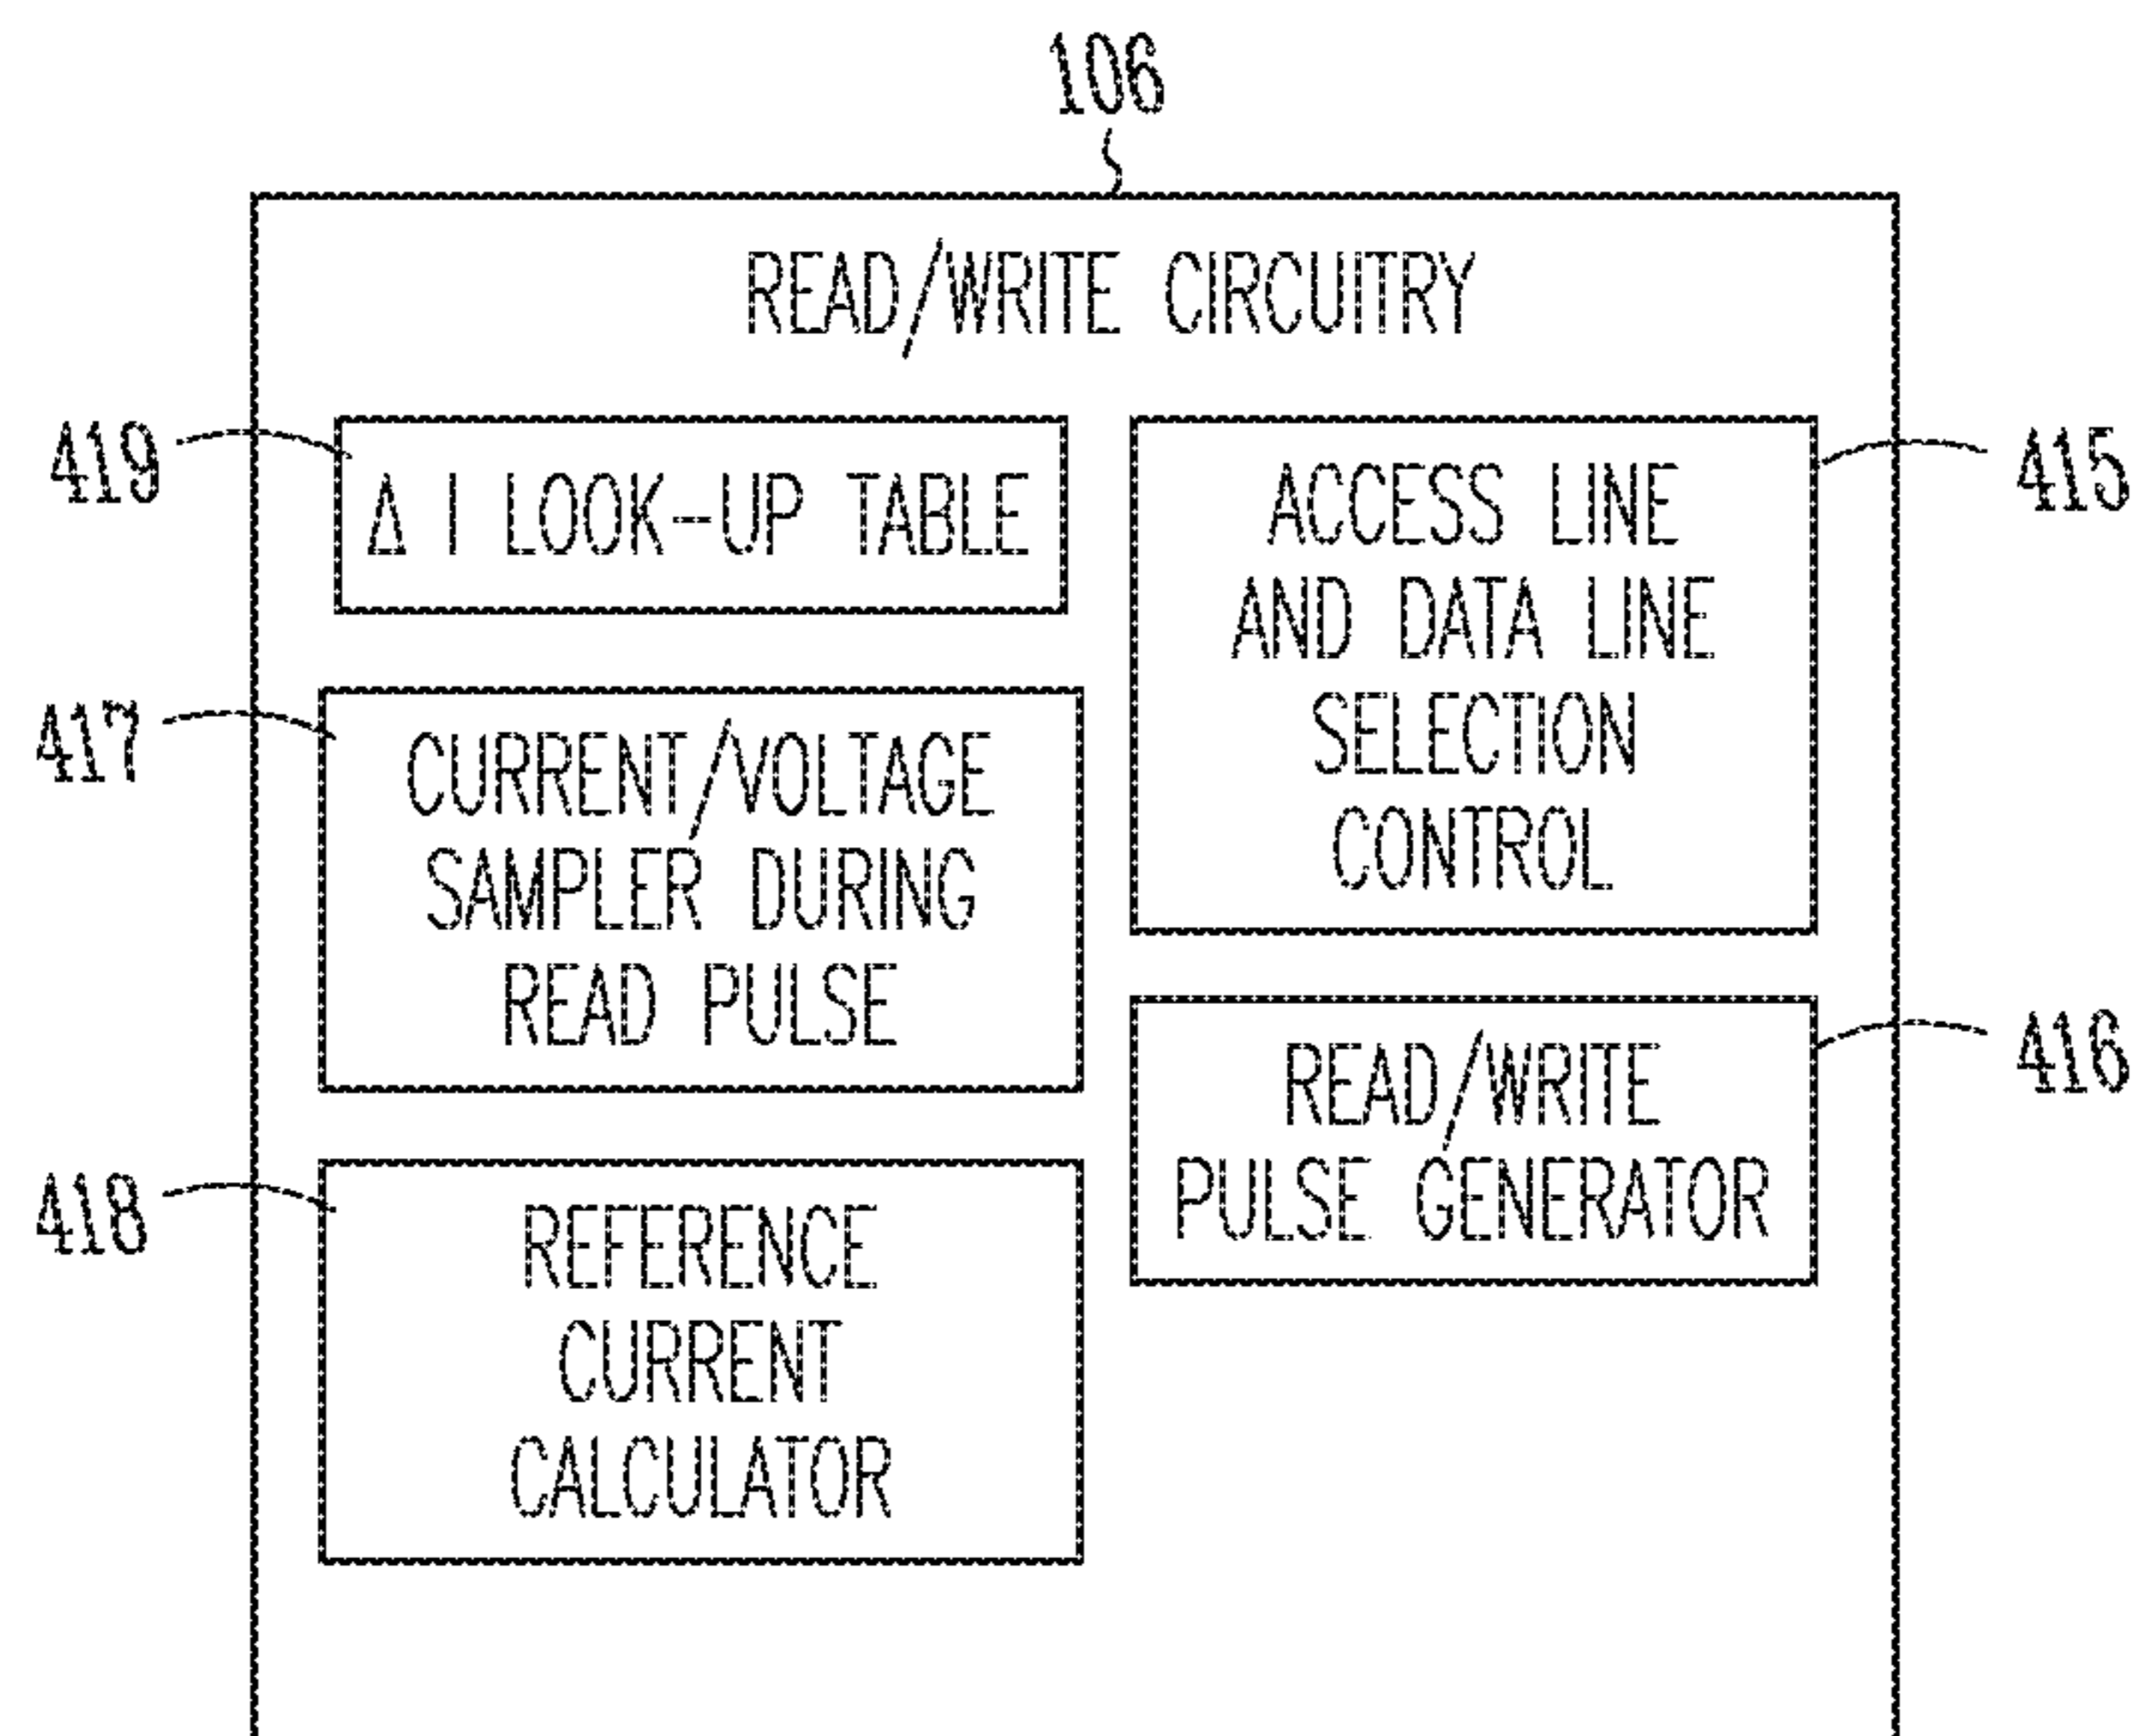 106
READ/WRITE CIRCUITRY
419
Δ I LOOK-UP TABLE
417
CURRENT/VOLTAGE
SAMPLER DURING
READ PULSE
418
REFERENCE
CURRENT
CALCULATOR
ACCESS LINE
AND DATA LINE
SELECTION
CONTROL
415
READ/WRITE
PULSE GENERATOR
416